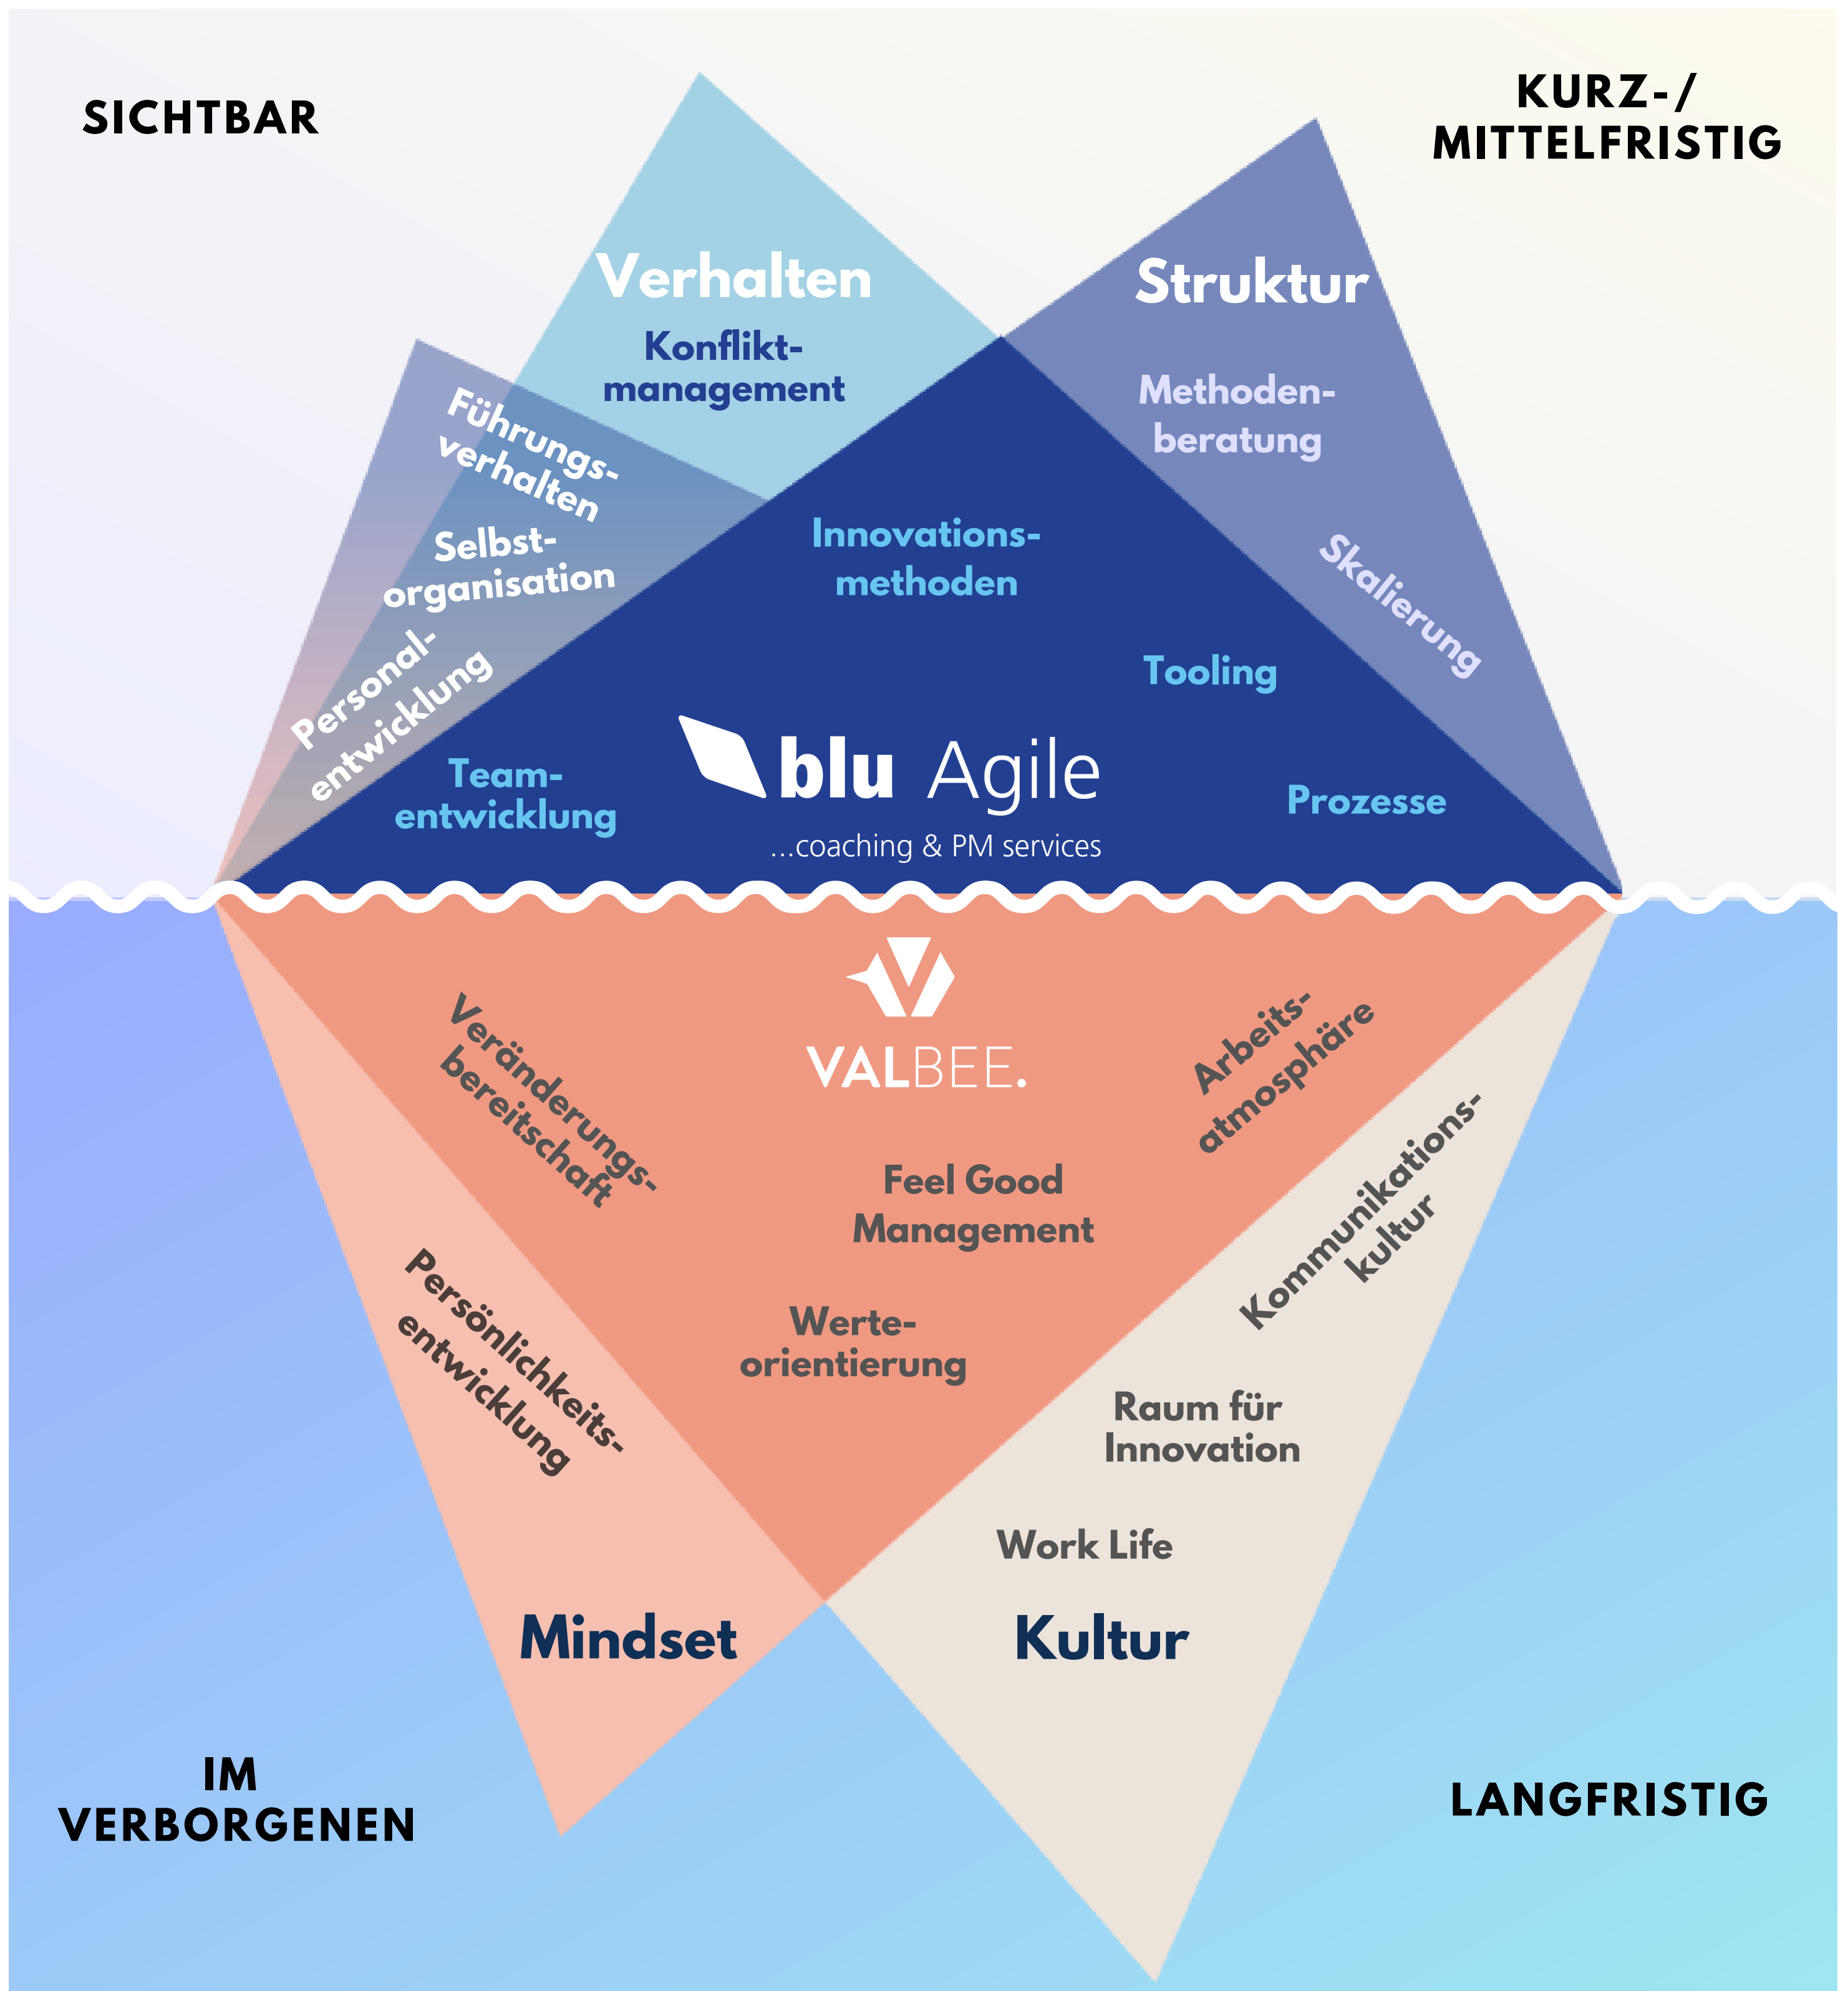 SICHTBAR
KURZ-/
MITTELFRISTIG
Verhalten
Konflikt-
management
Struktur
Methoden-
beratung
Skalierung
Führungs-
verhalten
Selbst-
organisation
Personal-
entwicklung
Innovations-
methoden
Tooling
Team-
entwicklung
blu Agile
...coaching & PM services
Prozesse
VALBEE.
Veränderungs-
bereitschaft
Arbeits-
atmosphäre
Feel Good
Management
Kommunikations-
kultur
Persönlichkeits-
entwicklung
Werte-
orientierung
Raum für
Innovation
Work Life
Mindset
Kultur
IM
VERBORGENEN
LANGFRISTIG